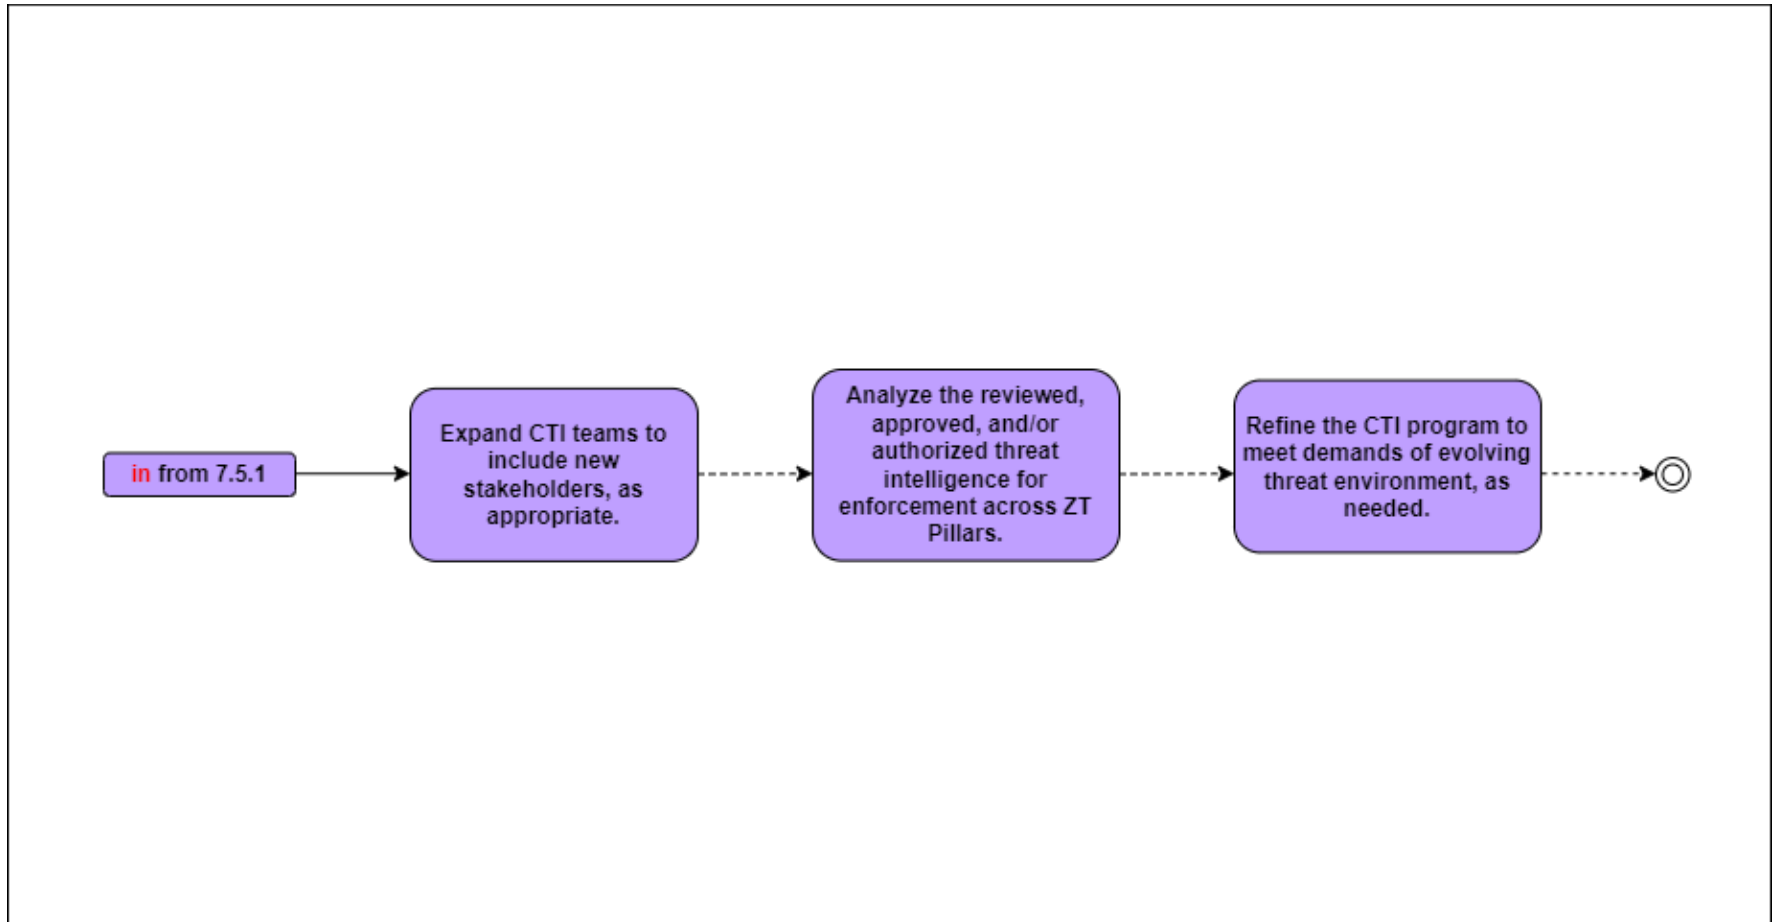 in from 7.5.1
Expand CTI teams to
include new
stakeholders, as
appropriate.
Analyze the reviewed,
approved, and/or
authorized threat
intelligence for
enforcement across ZT
Pillars.
Refine the CTI program to
meet demands of evolving
threat environment, as
needed.